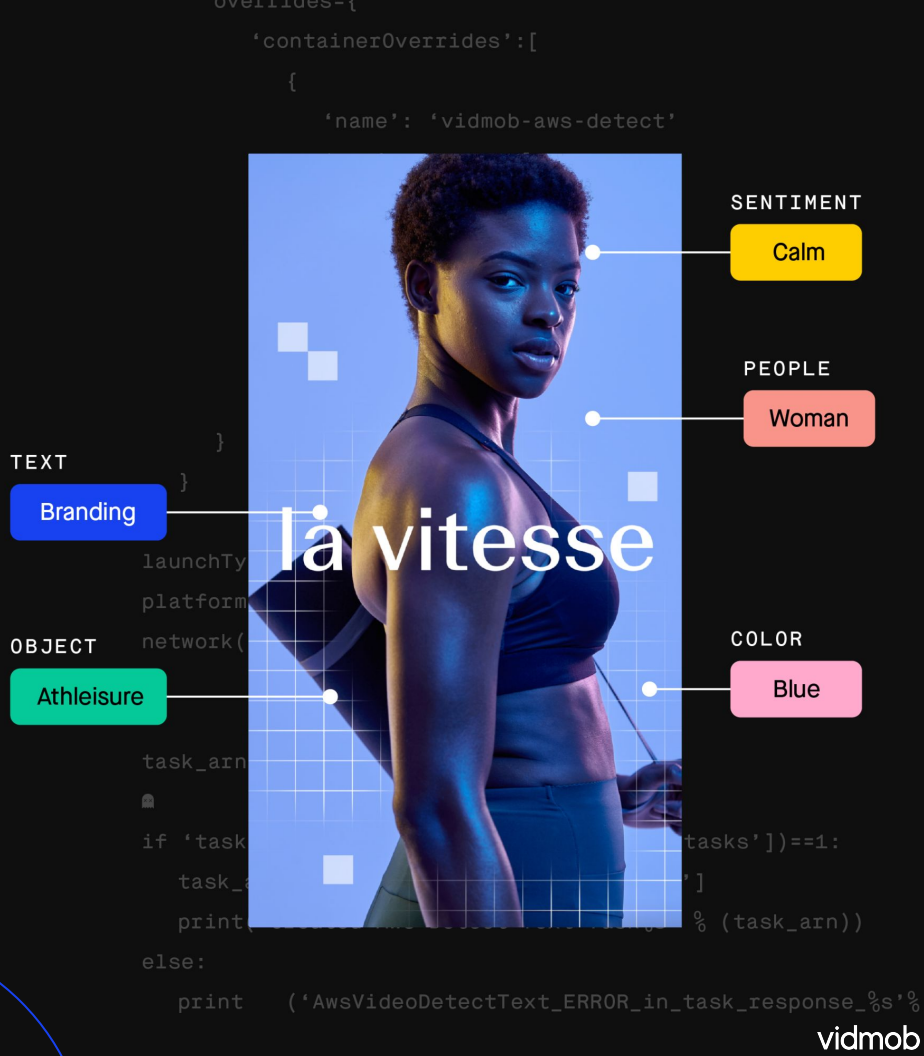 overrides={
‘containerOverrides’:[
{
‘name’: ‘vidmob-aws-detect’
SENTIMENT
Calm
PEOPLE
Woman
}
TEXT
}
Branding
la vitesse
launchTy
platform
network(
OBJECT
COLOR
Athleisure
Blue
task_arn
if ‘task
tasks’])==1:
task_a
’]
print(
% (task_arn))
else:
print (‘AwsVideoDetectText_ERROR_in_task_response_%s’%
vidmob